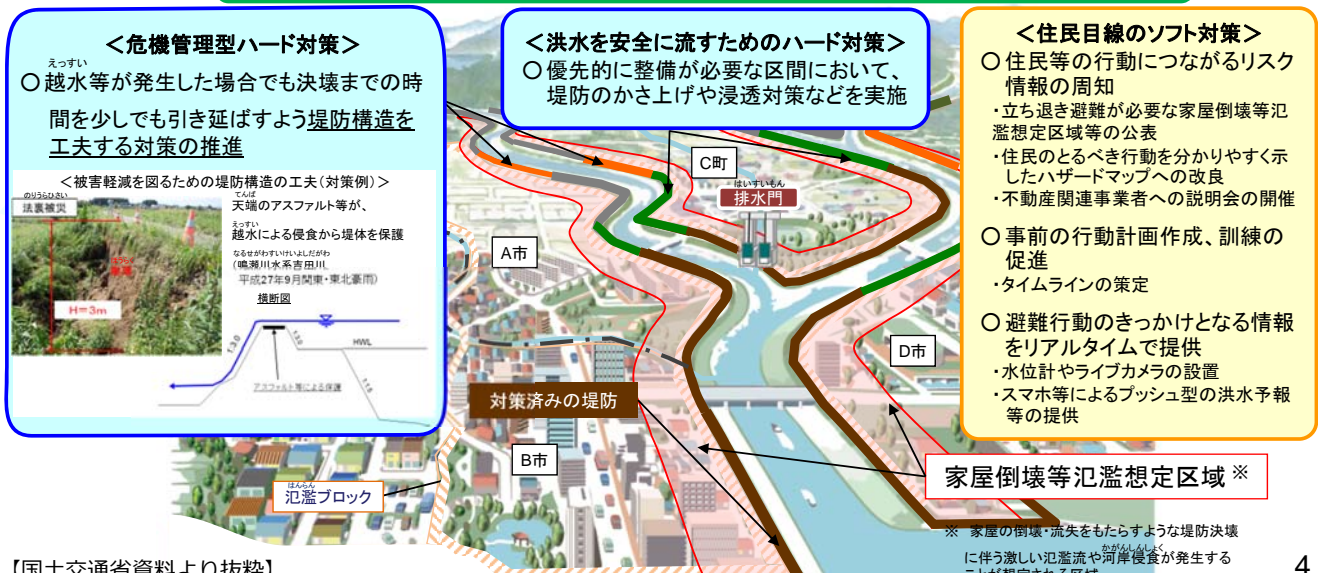 <危機管理型ハード対策>
えっすい
○越水等が発生した場合でも決壊までの時
間を少しでも引き延ばすよう堤防構造を
工夫する対策の推進
<被害軽減を図るための堤防構造の工夫(対策例)>
のりうらひさい
法裏被災
H=3m
てんば
天端のアスファルト等が、
えっすい
越水による侵食から堤体を保護
なるせがわすいけいよしだがわ
(鳴瀬川水系吉田川、
平成27年9月関東・東北豪雨)
横断図
1:3.0
1:3.0
HWL
アスファルト等による保護
<洪水を安全に流すためのハード対策>
○優先的に整備が必要な区間において、
堤防のかさ上げや浸透対策などを実施
<住民目線のソフト対策>
○住民等の行動につながるリスク
情報の周知
・立ち退き避難が必要な家屋倒壊等氾
濫想定区域等の公表
・住民のとるべき行動を分かりやすく示
したハザードマップへの改良
・不動産関連事業者への説明会の開催
○事前の行動計画作成、訓練の
促進
・タイムラインの策定
○避難行動のきっかけとなる情報
をリアルタイムで提供
・水位計やライブカメラの設置
・スマホ等によるプッシュ型の洪水予報
等の提供
C町
はいすいもん
排水門
A市
D市
対策済みの堤防
B市
はんらん
氾濫ブロック
家屋倒壊等氾濫想定区域※
※ 家屋の倒壊・流失をもたらすような堤防決壊
に伴う激しい氾濫流や河岸侵食が発生する
かがんしんしょく
ことが想定される区域
【国土交通省資料より抜粋】
4